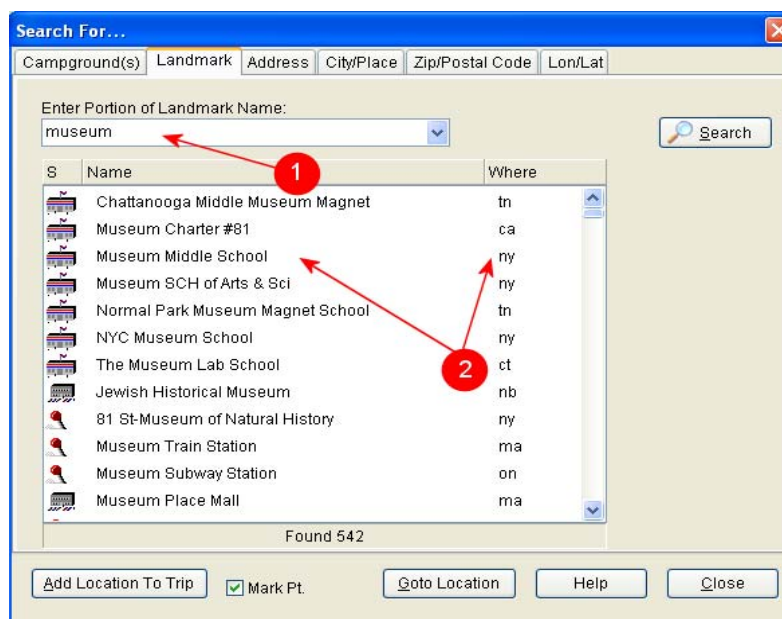 Search For...
Campground(s) Landmark Address City/Place Zip/Postal Code Lon/Lat
Enter Portion of Landmark Name:
museum
Search
1
S Name Where
Chattanooga Middle Museum Magnet tn
Museum Charter #81 ca
Museum Middle School ny
Museum SCH of Arts & Sci ny
Normal Park Museum Magnet School tn
NYC Museum School ny
2
The Museum Lab School ct
Jewish Historical Museum nb
81 St-Museum of Natural History ny
Museum Train Station ma
Museum Subway Station on
Museum Place Mall ma
Found 542
Add Location To Trip Mark Pt. Goto Location Help Close